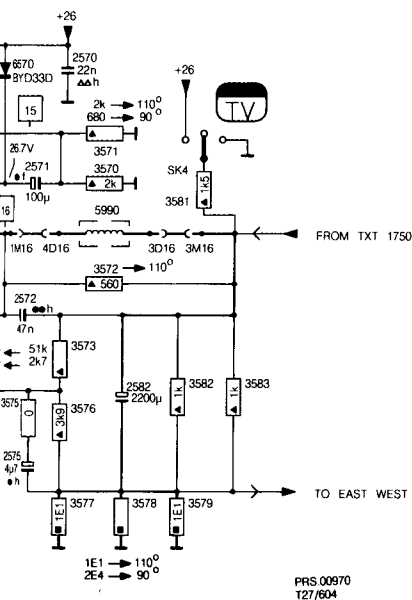 +26
6570
BYD33D
2570
22n
▲▲h
+26
15
2k → 110°
680 → 90°
TV
3571
26.7V
f
2571
100µ
3570
2k
SK4
3581
1k5
16
5990
1M16
4D16
3D16
3M16
FROM TXT 1750
3572 → 110°
560
2572
h
47n
51k
2k7
3573
2582
2200µ
1k
3582
1k
3583
3575
0
3k9
3576
2575
4µ7
h
TO EAST WEST
1E1
3577
3578
1E1
3579
1E1 → 110°
2E4 → 90°
PRS.00970
T27/604